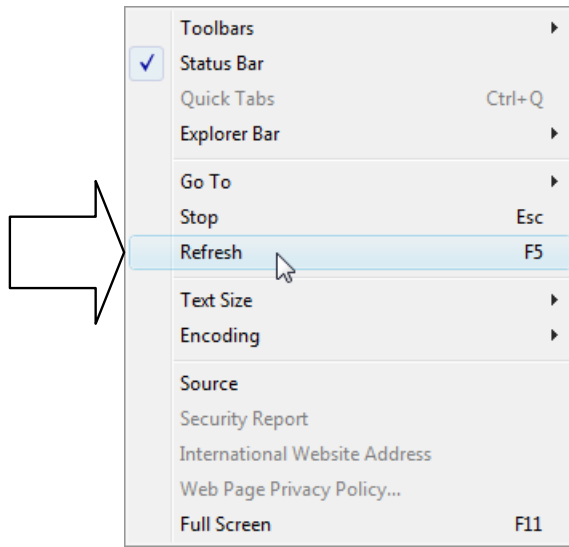 Toolbars
Status Bar
Quick Tabs Ctrl+Q
Explorer Bar
Go To
Stop Esc
Refresh F5
Text Size
Encoding
Source
Security Report
International Website Address
Web Page Privacy Policy...
Full Screen F11